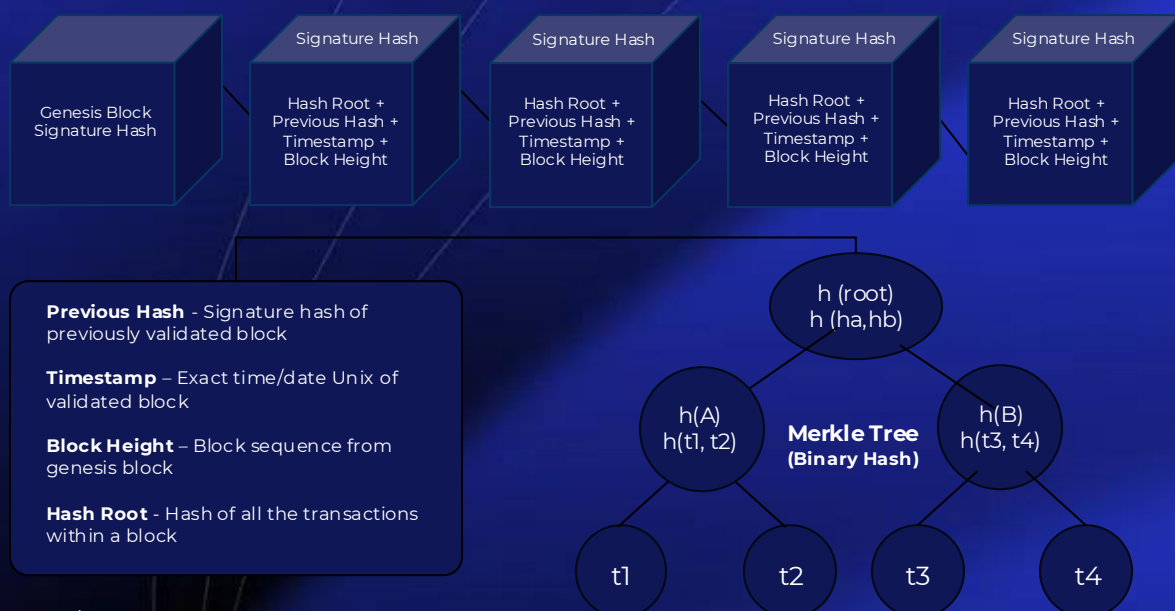 Signature Hash
Signature Hash
Signature Hash
Signature Hash
Genesis Block
Signature Hash
Hash Root +
Previous Hash +
Timestamp +
Block Height
Hash Root +
Previous Hash +
Timestamp +
Block Height
Hash Root +
Previous Hash +
Timestamp +
Block Height
Hash Root +
Previous Hash +
Timestamp +
Block Height
Previous Hash - Signature hash of
previously validated block
Timestamp – Exact time/date Unix of
validated block
Block Height – Block sequence from
genesis block
Hash Root - Hash of all the transactions
within a block
h (root)
h (ha,hb)
h(A)
h(t1, t2)
Merkle Tree
(Binary Hash)
h(B)
h(t3, t4)
t1
t2
t3
t4